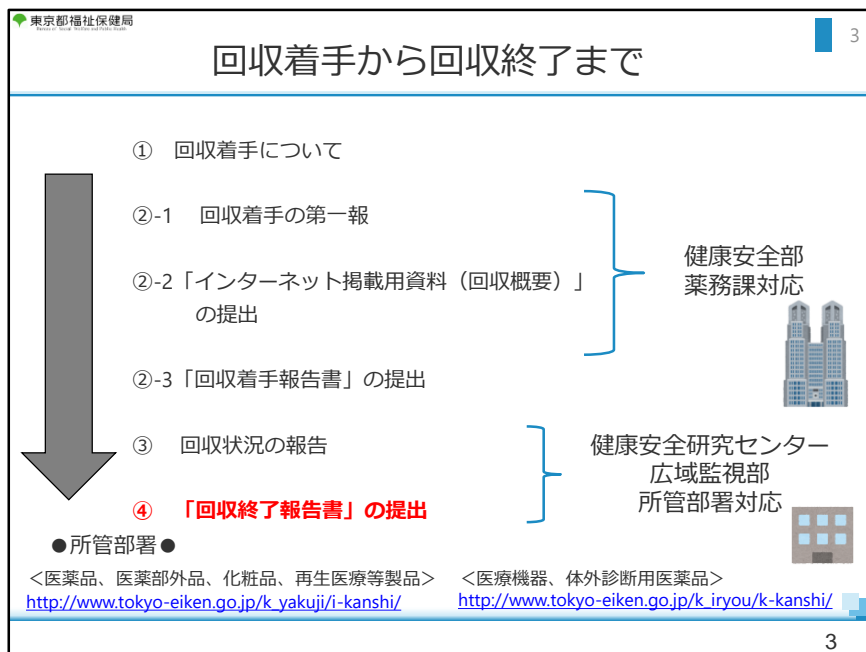 東京都福祉保健局
Bureau of Social Welfare and Public Health
3
回収着手から回収終了まで
① 回収着手について
②-1 回収着手の第一報
②-2「インターネット掲載用資料（回収概要）」
の提出
②-3「回収着手報告書」の提出
健康安全部
薬務課対応
③ 回収状況の報告
④ 「回収終了報告書」の提出
健康安全研究センター
広域監視部
所管部署対応
●所管部署●
＜医薬品、医薬部外品、化粧品、再生医療等製品＞
http://www.tokyo-eiken.go.jp/k_yakuji/i-kanshi/
＜医療機器、体外診断用医薬品＞
http://www.tokyo-eiken.go.jp/k_iryou/k-kanshi/
3